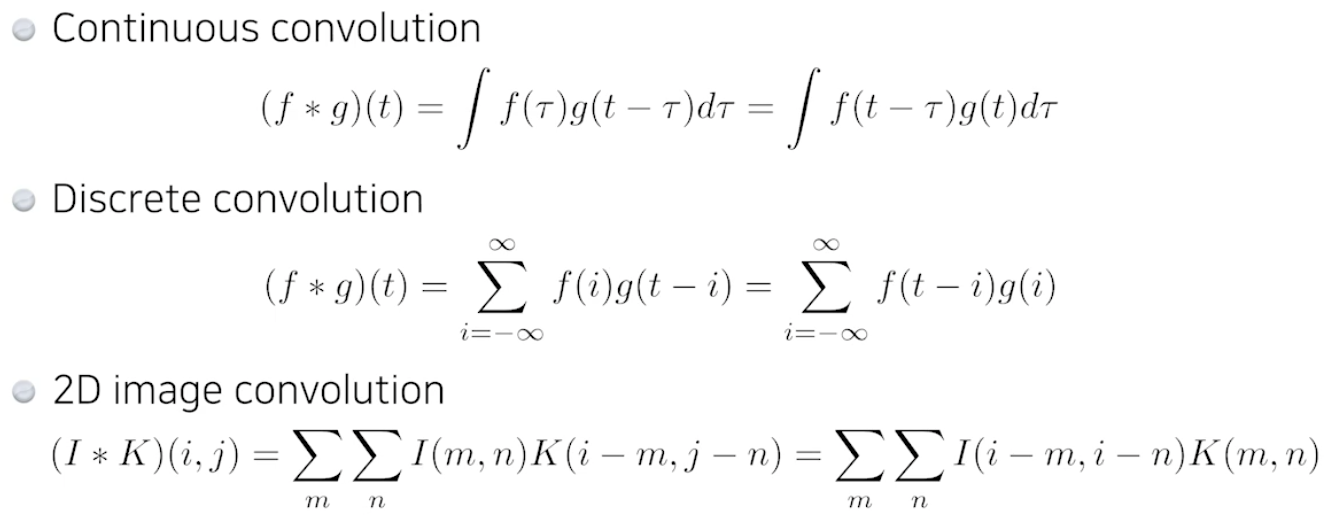 Continuous convolution
(f ∗ g)(t) = ∫ f(τ)g(t − τ)dτ = ∫ f(t − τ)g(t)dτ
Discrete convolution
(f ∗ g)(t) = ∑_{i=−∞}^{∞} f(i)g(t − i) = ∑_{i=−∞}^{∞} f(t − i)g(i)
2D image convolution
(I ∗ K)(i, j) = ∑_m ∑_n I(m, n)K(i − m, j − n) = ∑_m ∑_n I(i − m, i − n)K(m, n)